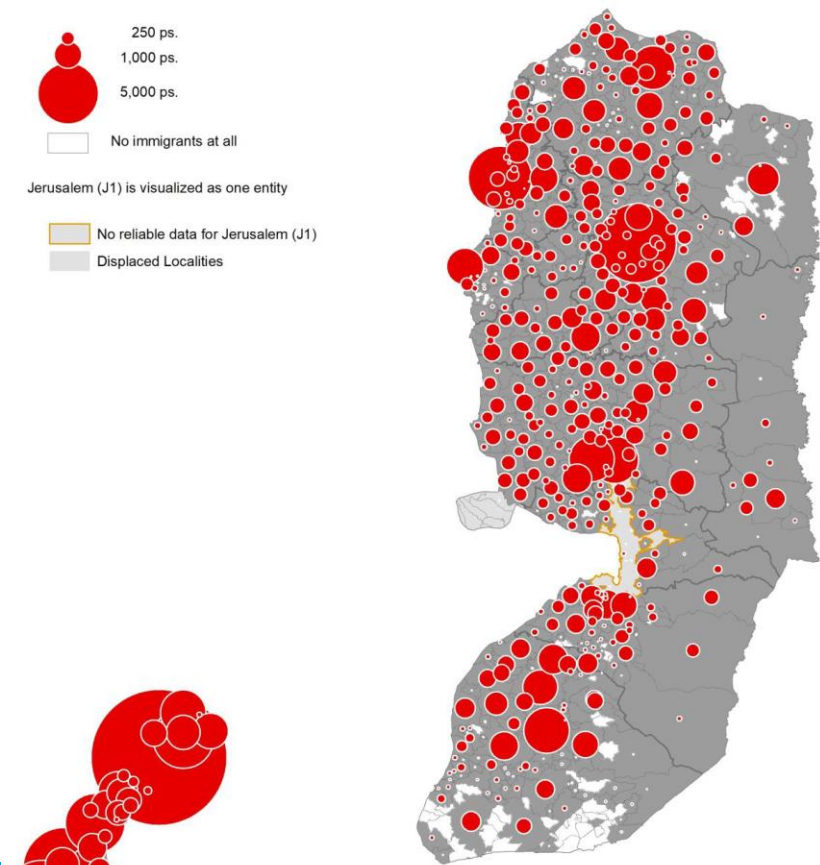 250 ps.
1,000 ps.
5,000 ps.
No immigrants at all
Jerusalem (J1) is visualized as one entity
No reliable data for Jerusalem (J1)
Displaced Localities